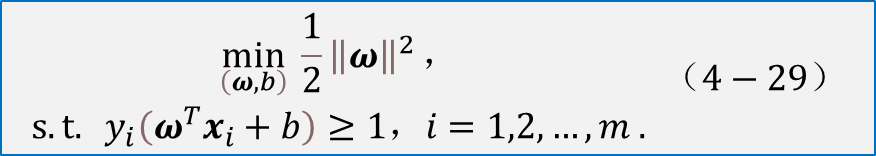 min (𝝎,b) 1/2 ‖𝝎‖²，
（4 − 29）
s. t. yᵢ(𝝎ᵀ𝒙ᵢ + b) ≥ 1，i = 1,2, … , m .